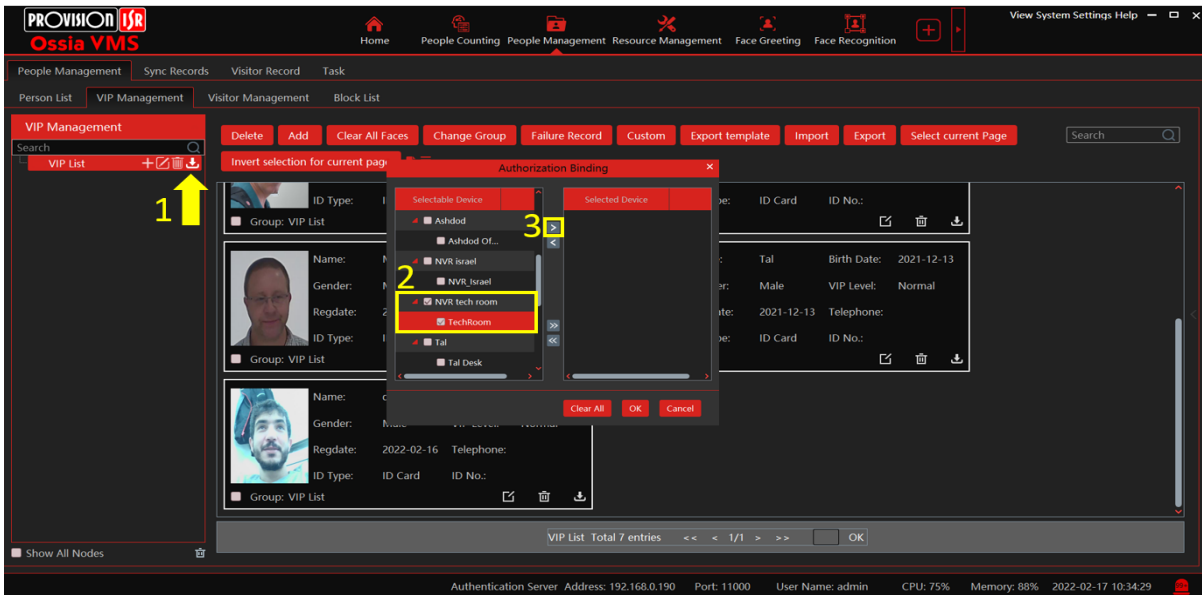 PROVISION ISR
Ossia VMS
Home People Counting People Management Resource Management Face Greeting Face Recognition
View System Settings Help
People Management Sync Records Visitor Record Task
Person List VIP Management Visitor Management Block List
VIP Management
Search
VIP List
1
Show All Nodes
Delete Add Clear All Faces Change Group Failure Record Custom Export template Import Export Select current Page Search
Invert selection for current page
ID Type:
Group: VIP List
ID Card ID No.:
Name:
Gender:
Regdate:
ID Type:
Group: VIP List
Tal Birth Date: 2021-12-13
Male VIP Level: Normal
2021-12-13 Telephone:
ID Card ID No.:
Name:
Gender:
Regdate: 2022-02-16 Telephone:
ID Type: ID Card ID No.:
Group: VIP List
Authorization Binding
Selectable Device
Selected Device
Ashdod
Ashdod Of...
NVR israel
NVR_Israel
2
NVR tech room
TechRoom
Tal
Tal Desk
3
> 
<
>>
<<
Clear All OK Cancel
VIP List Total 7 entries << < 1/1 > >> OK
Authentication Server Address: 192.168.0.190 Port: 11000 User Name: admin CPU: 75% Memory: 88% 2022-02-17 10:34:29